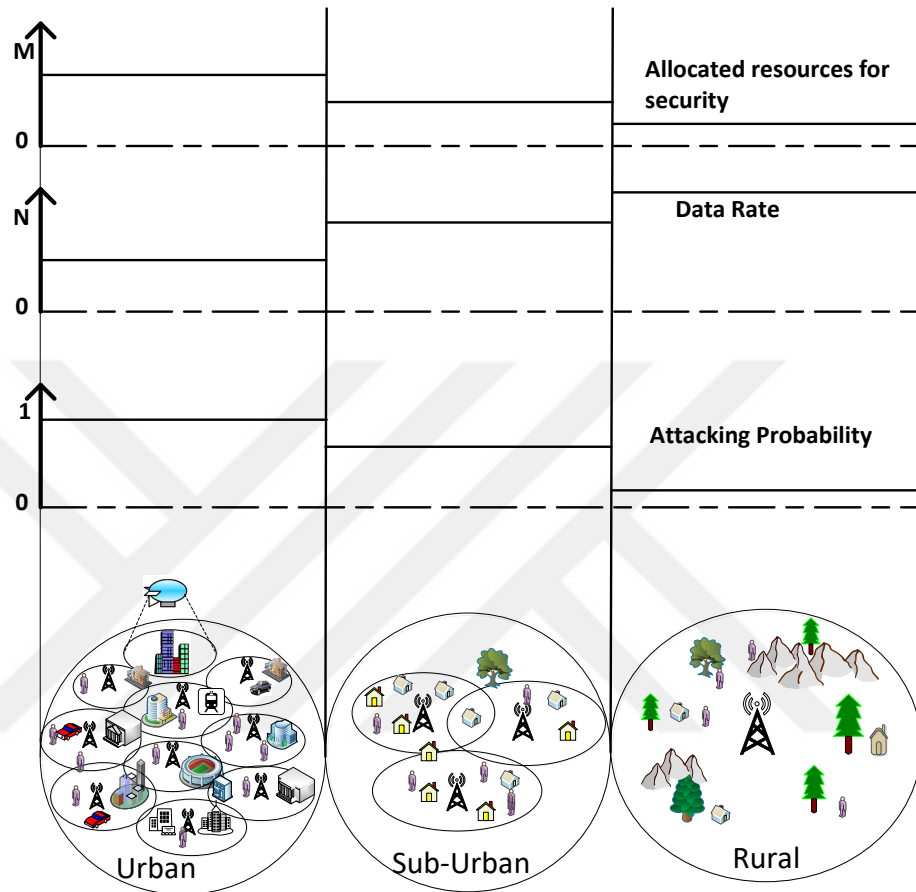 M
Allocated resources for
security
0
N
Data Rate
0
1
Attacking Probability
0
Urban
Sub-Urban
Rural